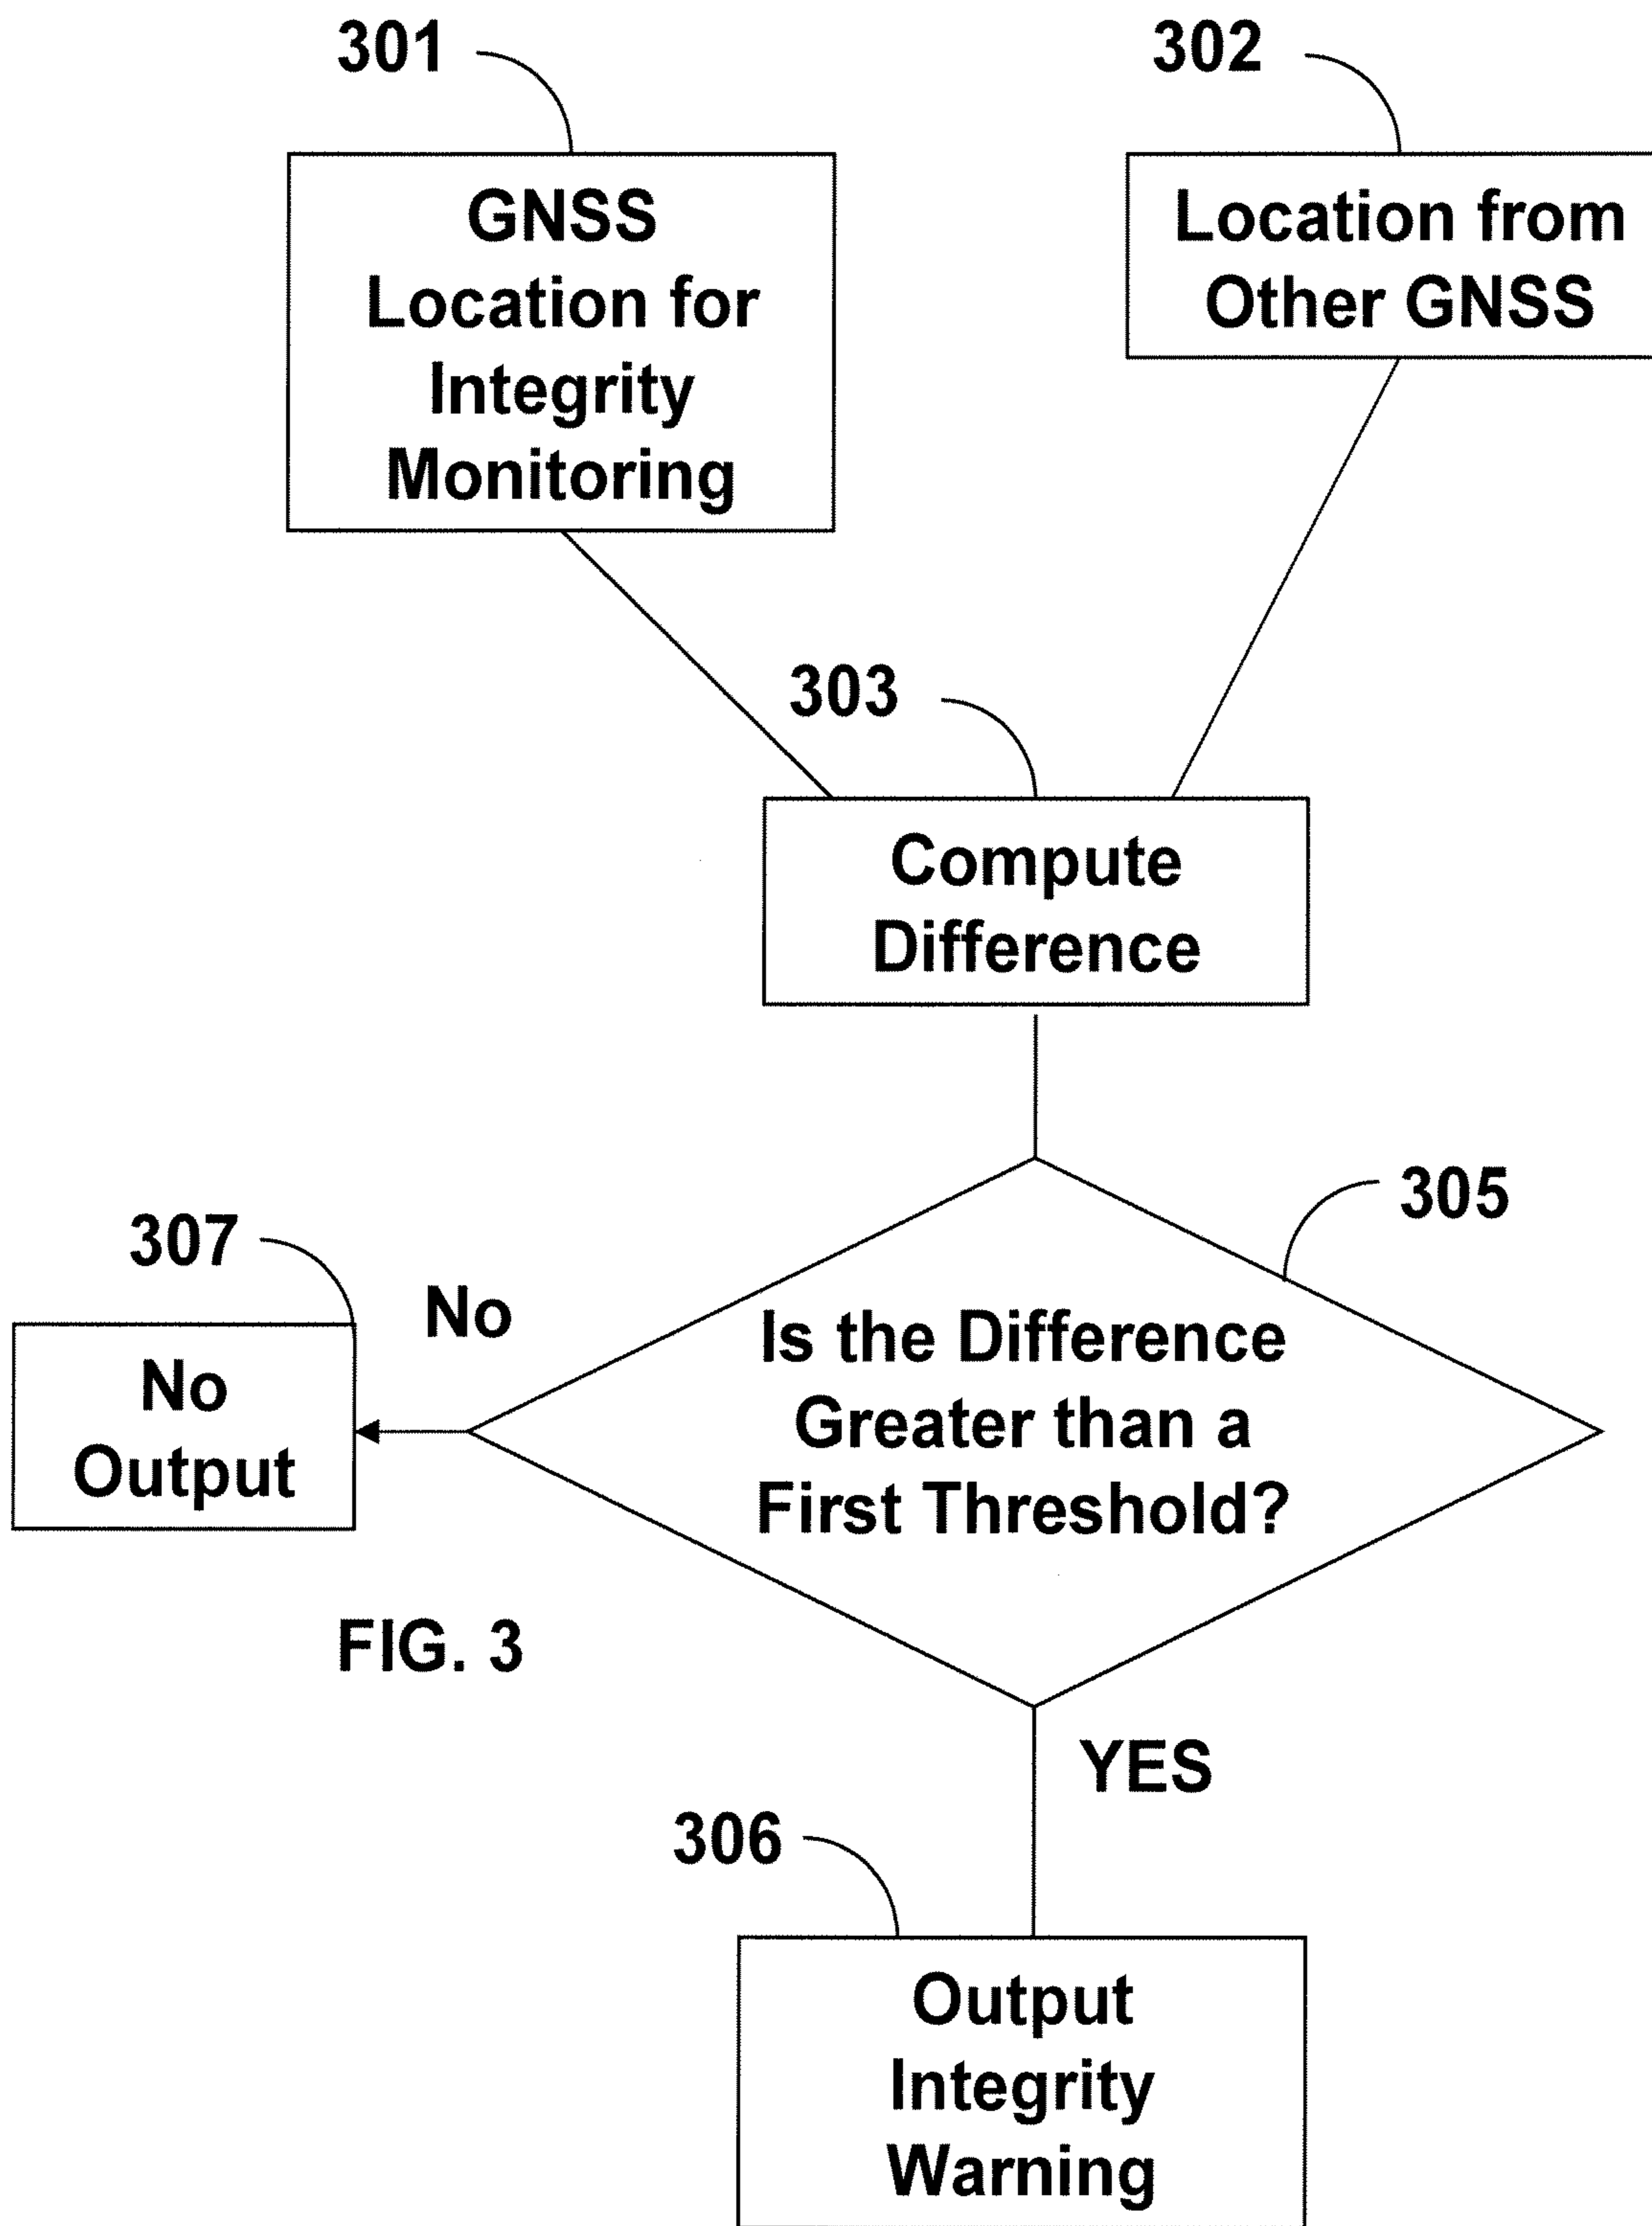 301
302
GNSS
Location for
Integrity
Monitoring
Location from
Other GNSS
303
Compute
Difference
305
307
No
No
Output
Is the Difference
Greater than a
First Threshold?
FIG. 3
YES
306
Output
Integrity
Warning